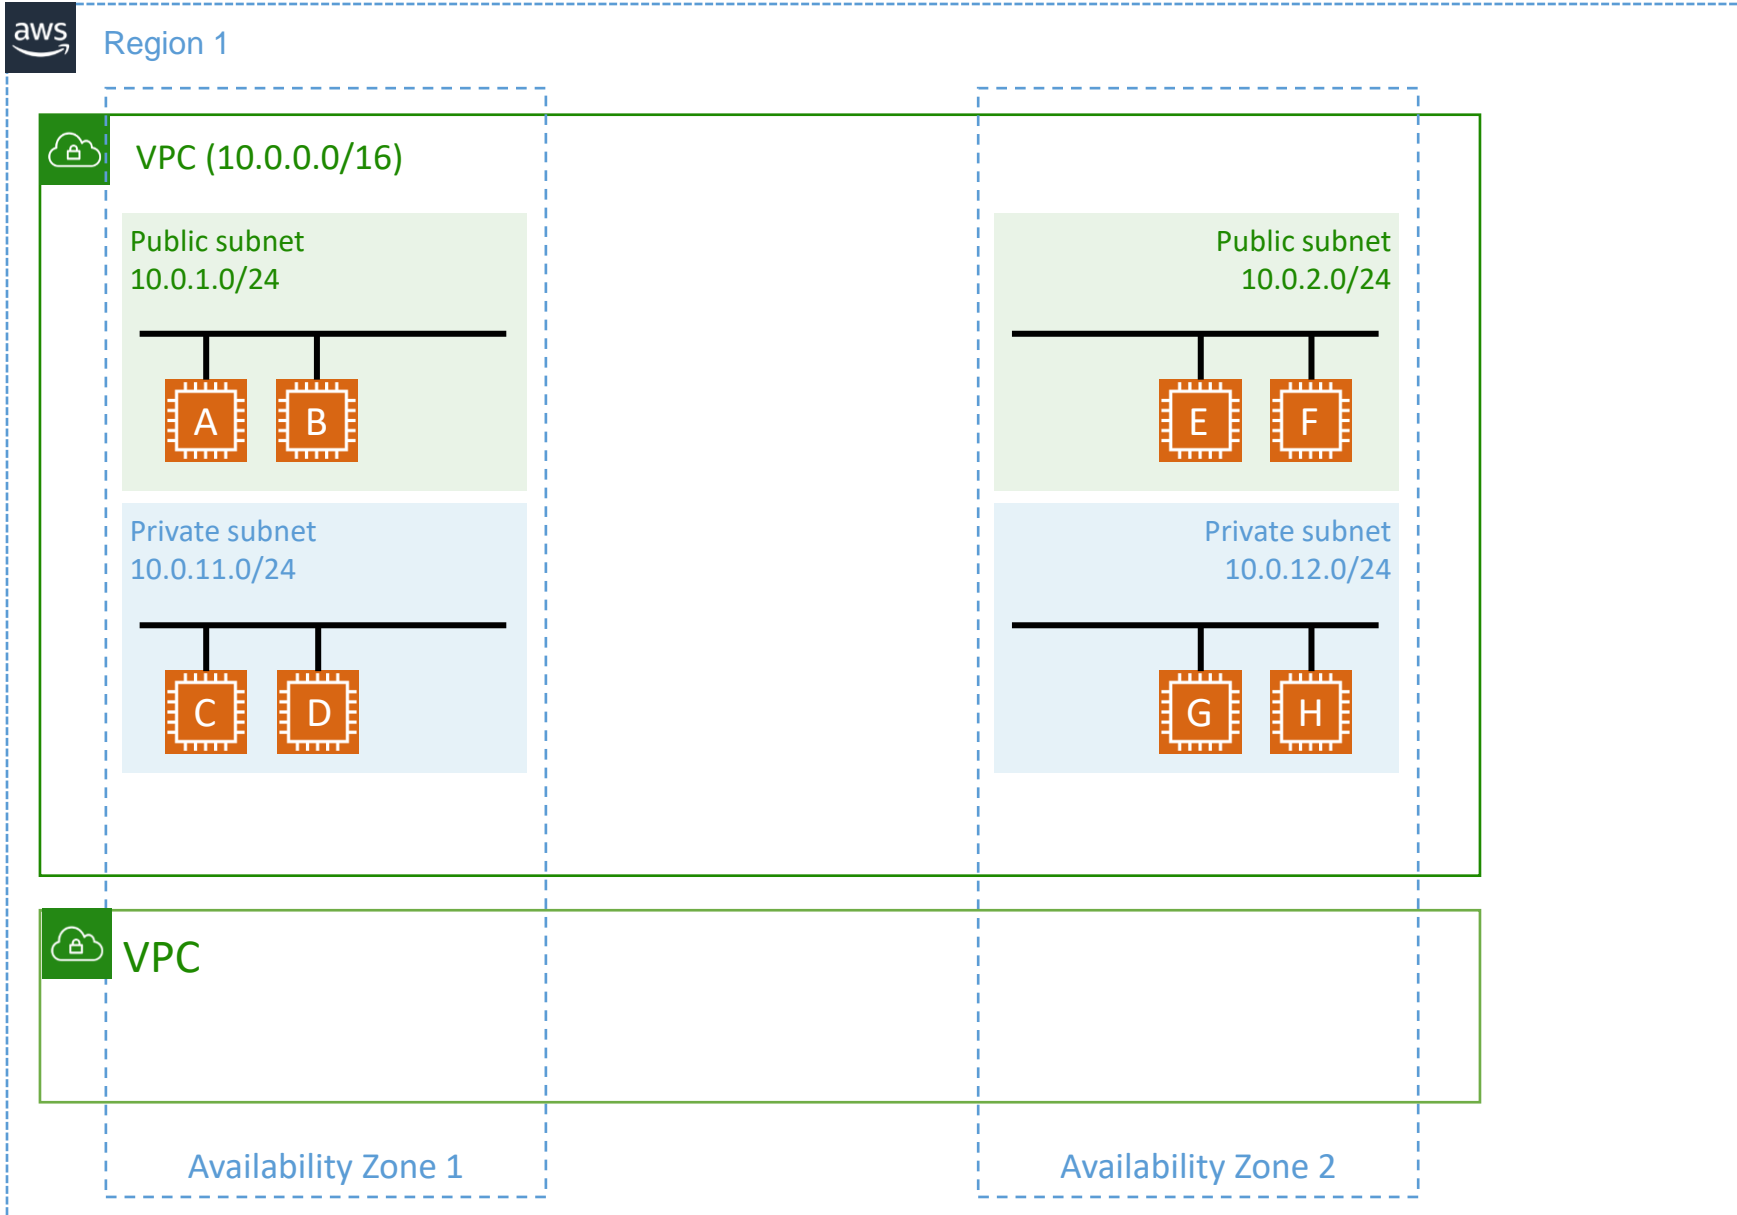 aws
Region 1
VPC (10.0.0.0/16)
Public subnet
10.0.1.0/24
A B
Private subnet
10.0.11.0/24
C D
Public subnet
10.0.2.0/24
E F
Private subnet
10.0.12.0/24
G H
VPC
Availability Zone 1
Availability Zone 2